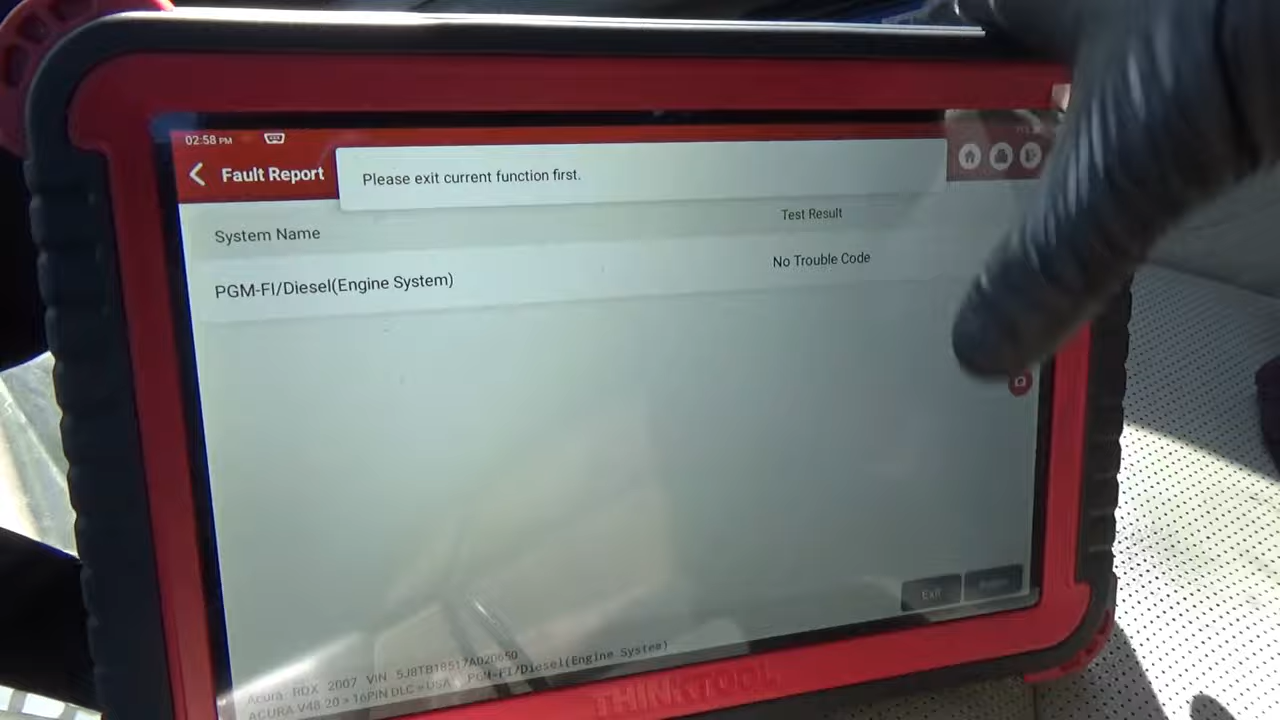 02:58 PM
Fault Report
Please exit current function first.
System Name
Test Result
PGM-FI/Diesel(Engine System)
No Trouble Code
Exit
Acura: RDX 2007 VIN 5J8TB18517A020650
ACURA V48.20 > 16PIN DLC > USA > PGM-FI/Diesel(Engine System)
THINKTOOL